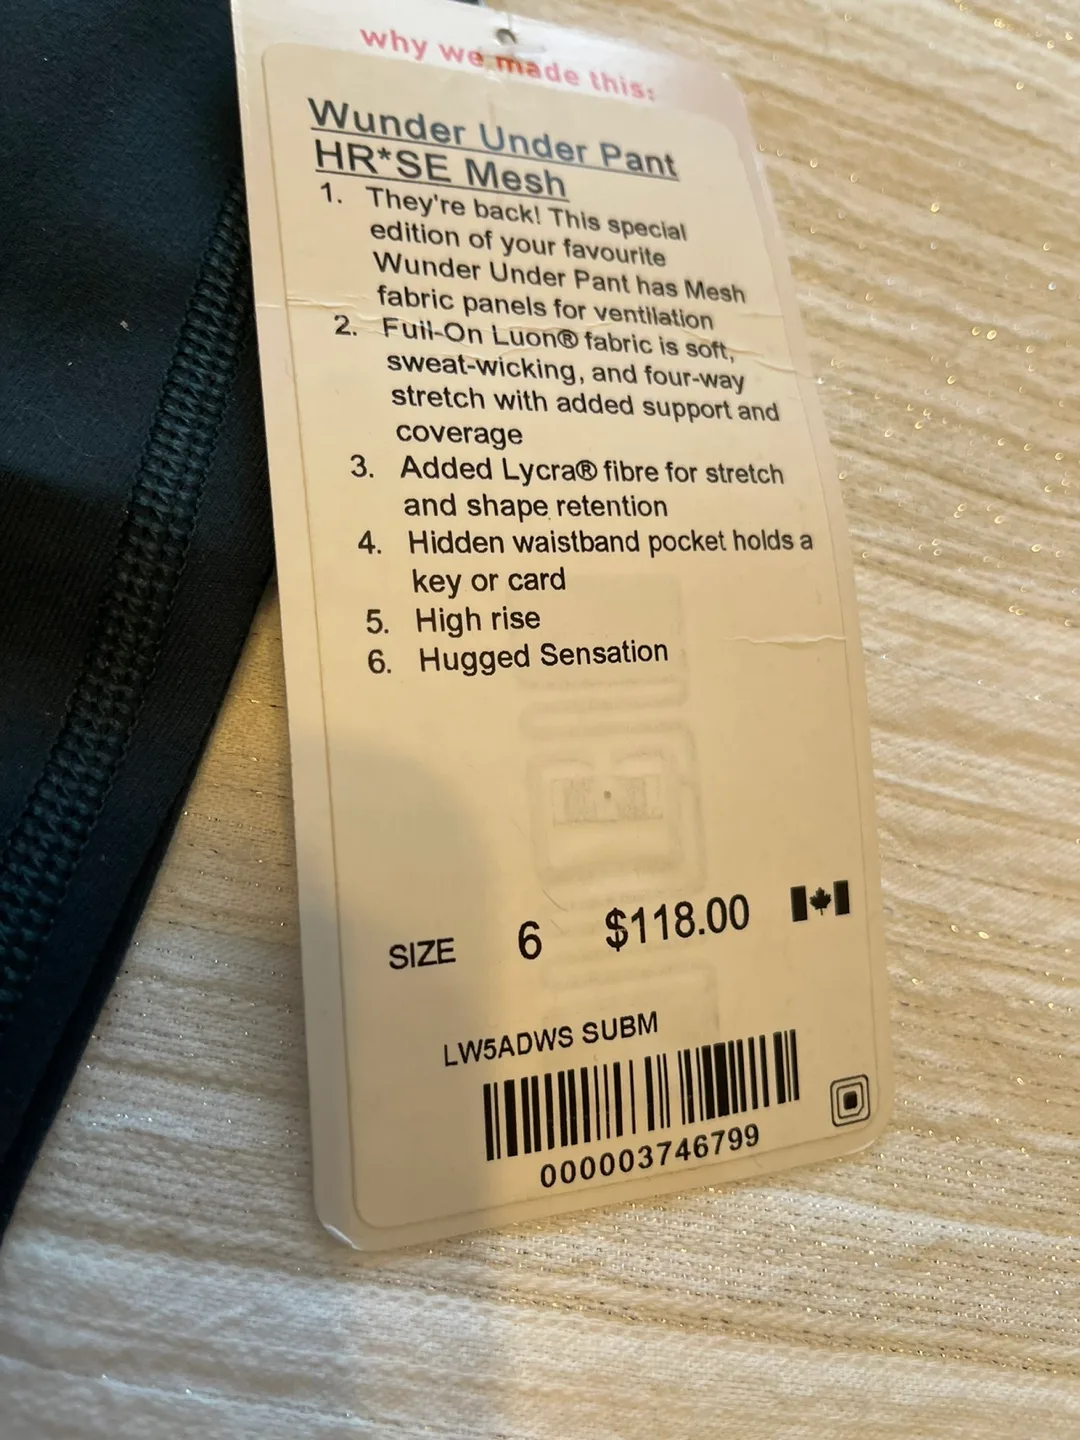 why we made this:
Wunder Under Pant
HR*SE Mesh
1. They're back! This special
edition of your favourite
Wunder Under Pant has Mesh
fabric panels for ventilation
2. Full-On Luon® fabric is soft,
sweat-wicking, and four-way
stretch with added support and
coverage
3. Added Lycra® fibre for stretch
and shape retention
4. Hidden waistband pocket holds a
key or card
5. High rise
6. Hugged Sensation
SIZE 6 $118.00
LW5ADWS SUBM
000003746799